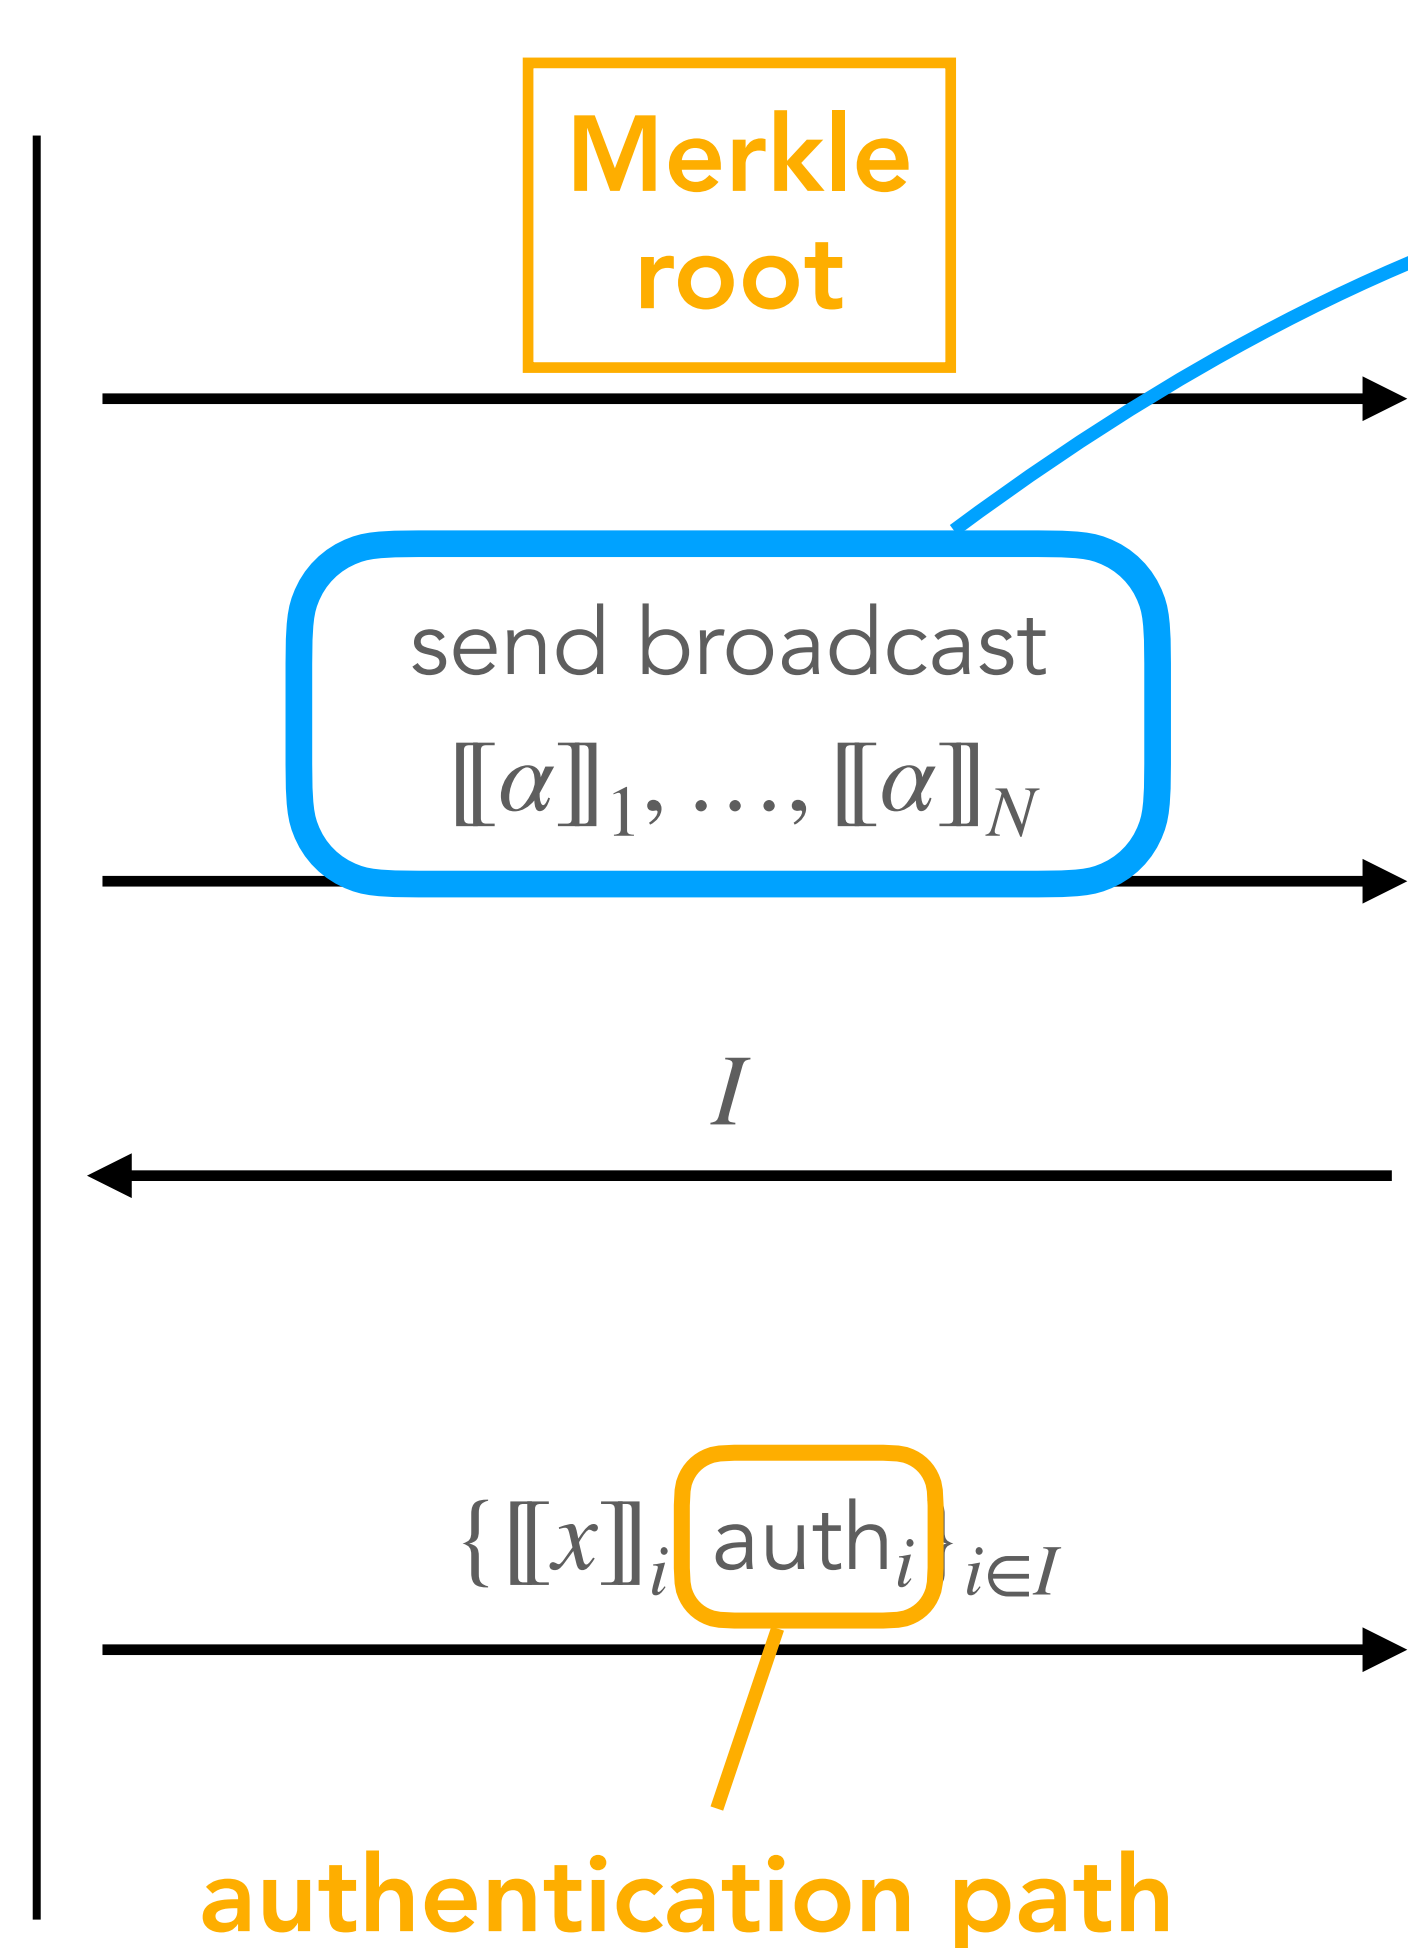 Merkle
root
send broadcast
⟦α⟧₁, …, ⟦α⟧_N
I
{⟦x⟧ᵢ authᵢ}_{i∈I}
authentication path